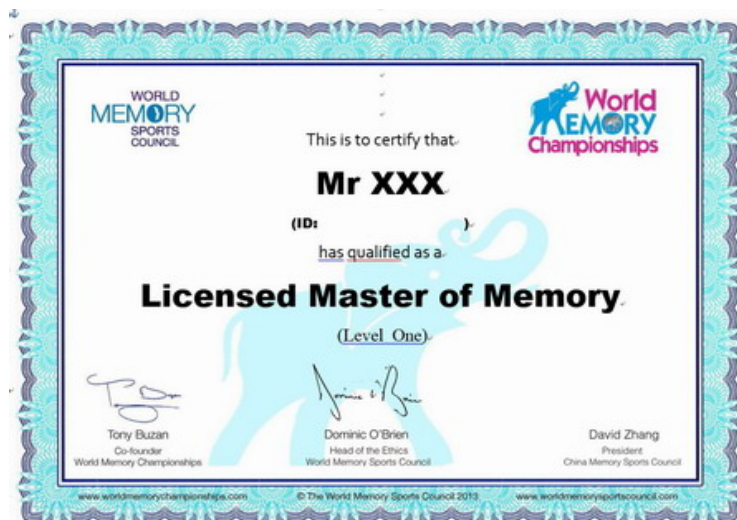 WORLD
MEMORY
SPORTS
COUNCIL
World
MEMORY
Championships
This is to certify that
Mr XXX
(ID: )
has qualified as a
Licensed Master of Memory
(Level One)
Tony Buzan
Co-founder
World Memory Championships
Dominic O'Brien
Head of the Ethics
World Memory Sports Council
David Zhang
President
China Memory Sports Council
www.worldmemorychampionships.com © The World Memory Sports Council 2013 www.worldmemorysportscouncil.com